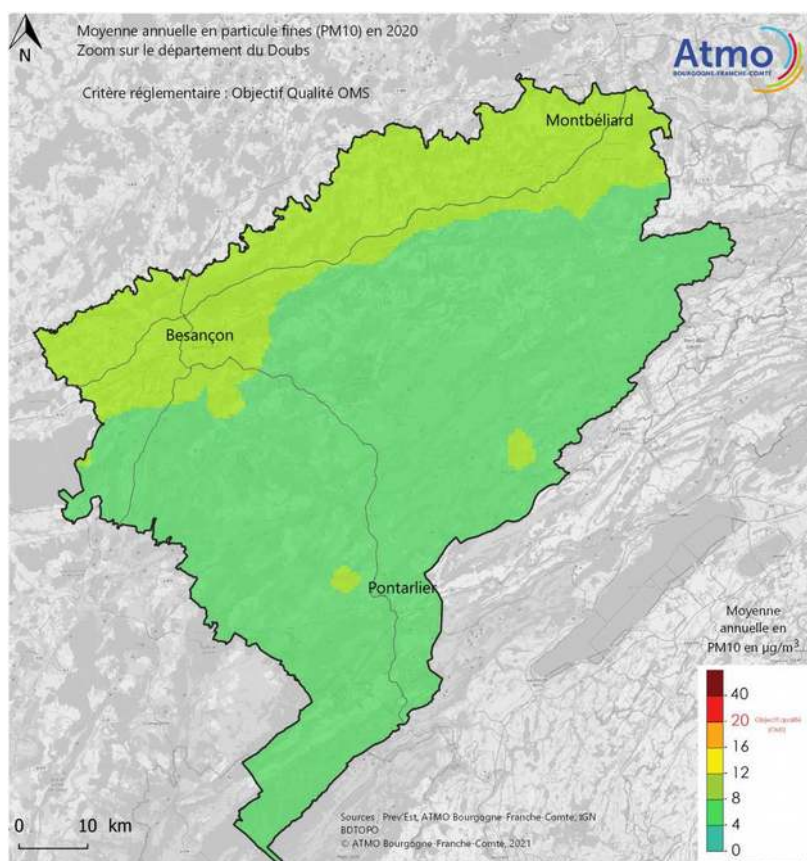 Moyenne annuelle en particule fines (PM10) en 2020
Zoom sur le département du Doubs
Critère réglementaire : Objectif Qualité OMS
N
Atmo
BOURGOGNE-FRANCHE-COMTÉ
Montbéliard
Besançon
Pontarlier
Moyenne
annuelle en
PM10 en µg/m³
40
20 Objectif qualité
(OMS)
16
12
8
4
0
0 10 km
Sources : Prev'Est, ATMO Bourgogne-Franche-Comte, IGN
BDTOPO
© ATMO Bourgogne-Franche-Comté, 2021